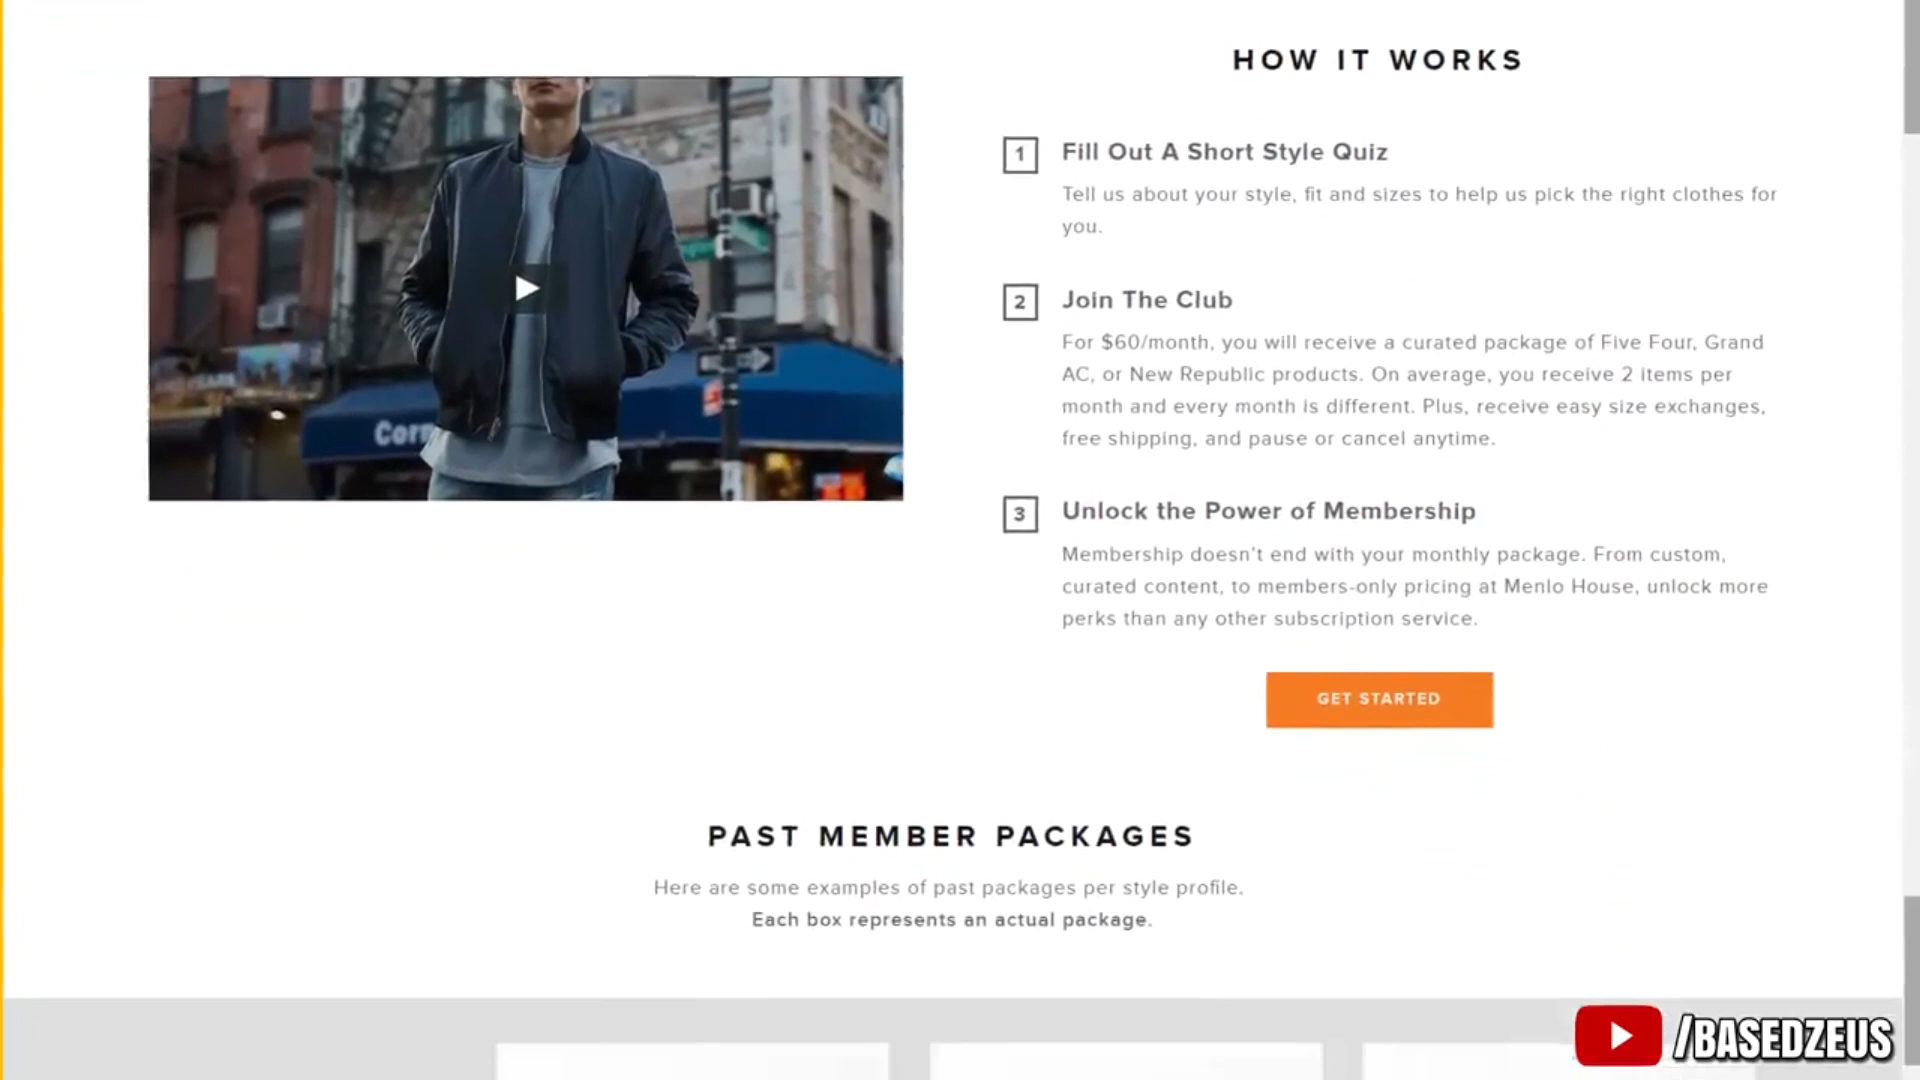 HOW IT WORKS
1 Fill Out A Short Style Quiz
Tell us about your style, fit and sizes to help us pick the right clothes for
you.
2 Join The Club
For $60/month, you will receive a curated package of Five Four, Grand
AC, or New Republic products. On average, you receive 2 items per
month and every month is different. Plus, receive easy size exchanges,
free shipping, and pause or cancel anytime.
3 Unlock the Power of Membership
Membership doesn't end with your monthly package. From custom,
curated content, to members-only pricing at Menlo House, unlock more
perks than any other subscription service.
GET STARTED
PAST MEMBER PACKAGES
Here are some examples of past packages per style profile.
Each box represents an actual package.
/BASEDZEUS